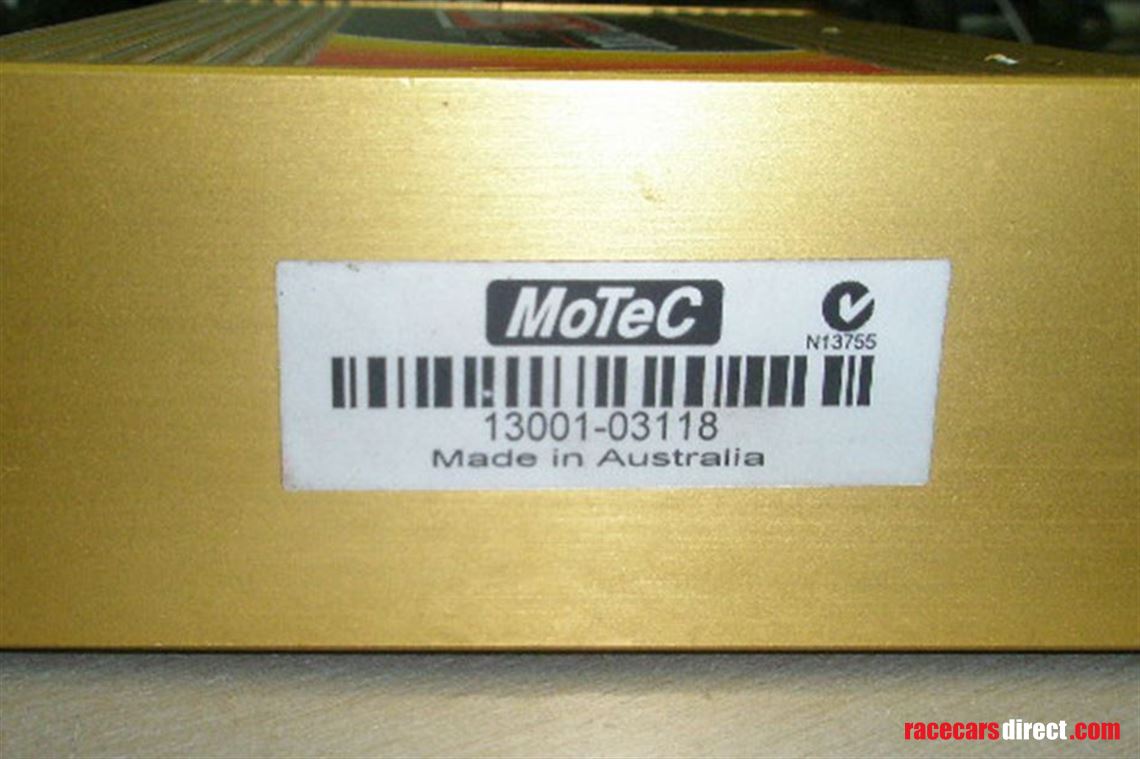 MoTeC
N13755
13001-03118
Made in Australia
racecarsdirect.com